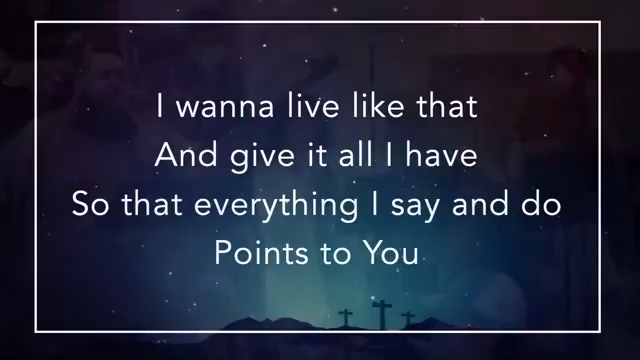 I wanna live like that
And give it all I have
So that everything I say and do
Points to You